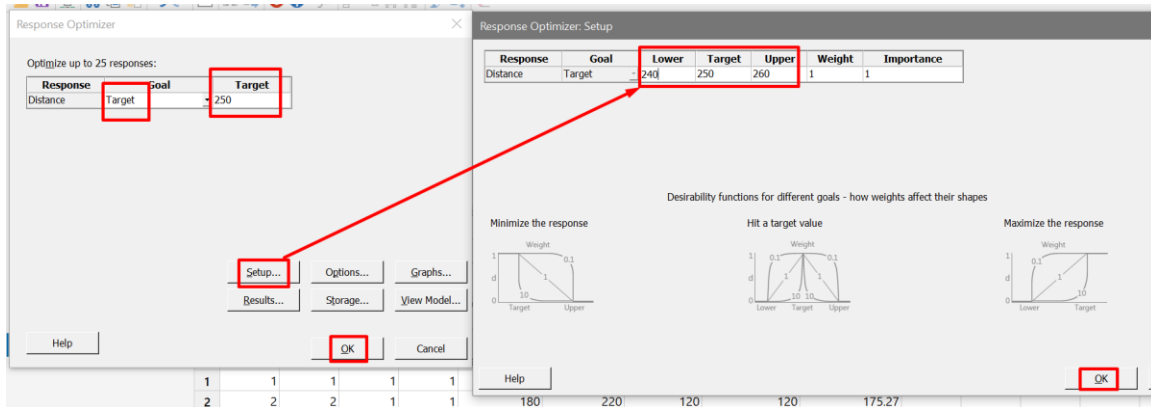 Response Optimizer
Optimize up to 25 responses:
Response Goal Target
Distance Target 250
Setup... Options... Graphs...
Results... Storage... View Model...
Help OK Cancel
Response Optimizer: Setup
Response Goal Lower Target Upper Weight Importance
Distance Target 240 250 260 1 1
Desirability functions for different goals - how weights affect their shapes
Minimize the response Hit a target value Maximize the response
Weight Weight Weight
1 0.1 1 0.1 0.1 1 0.1
d 1 d 1 1 d 1
0 10 0 10 10 0 10
Target Upper Lower Target Upper Lower Target
Help OK
1 1 1 1 1
2 2 2 1 1 180 220 120 120 175.27